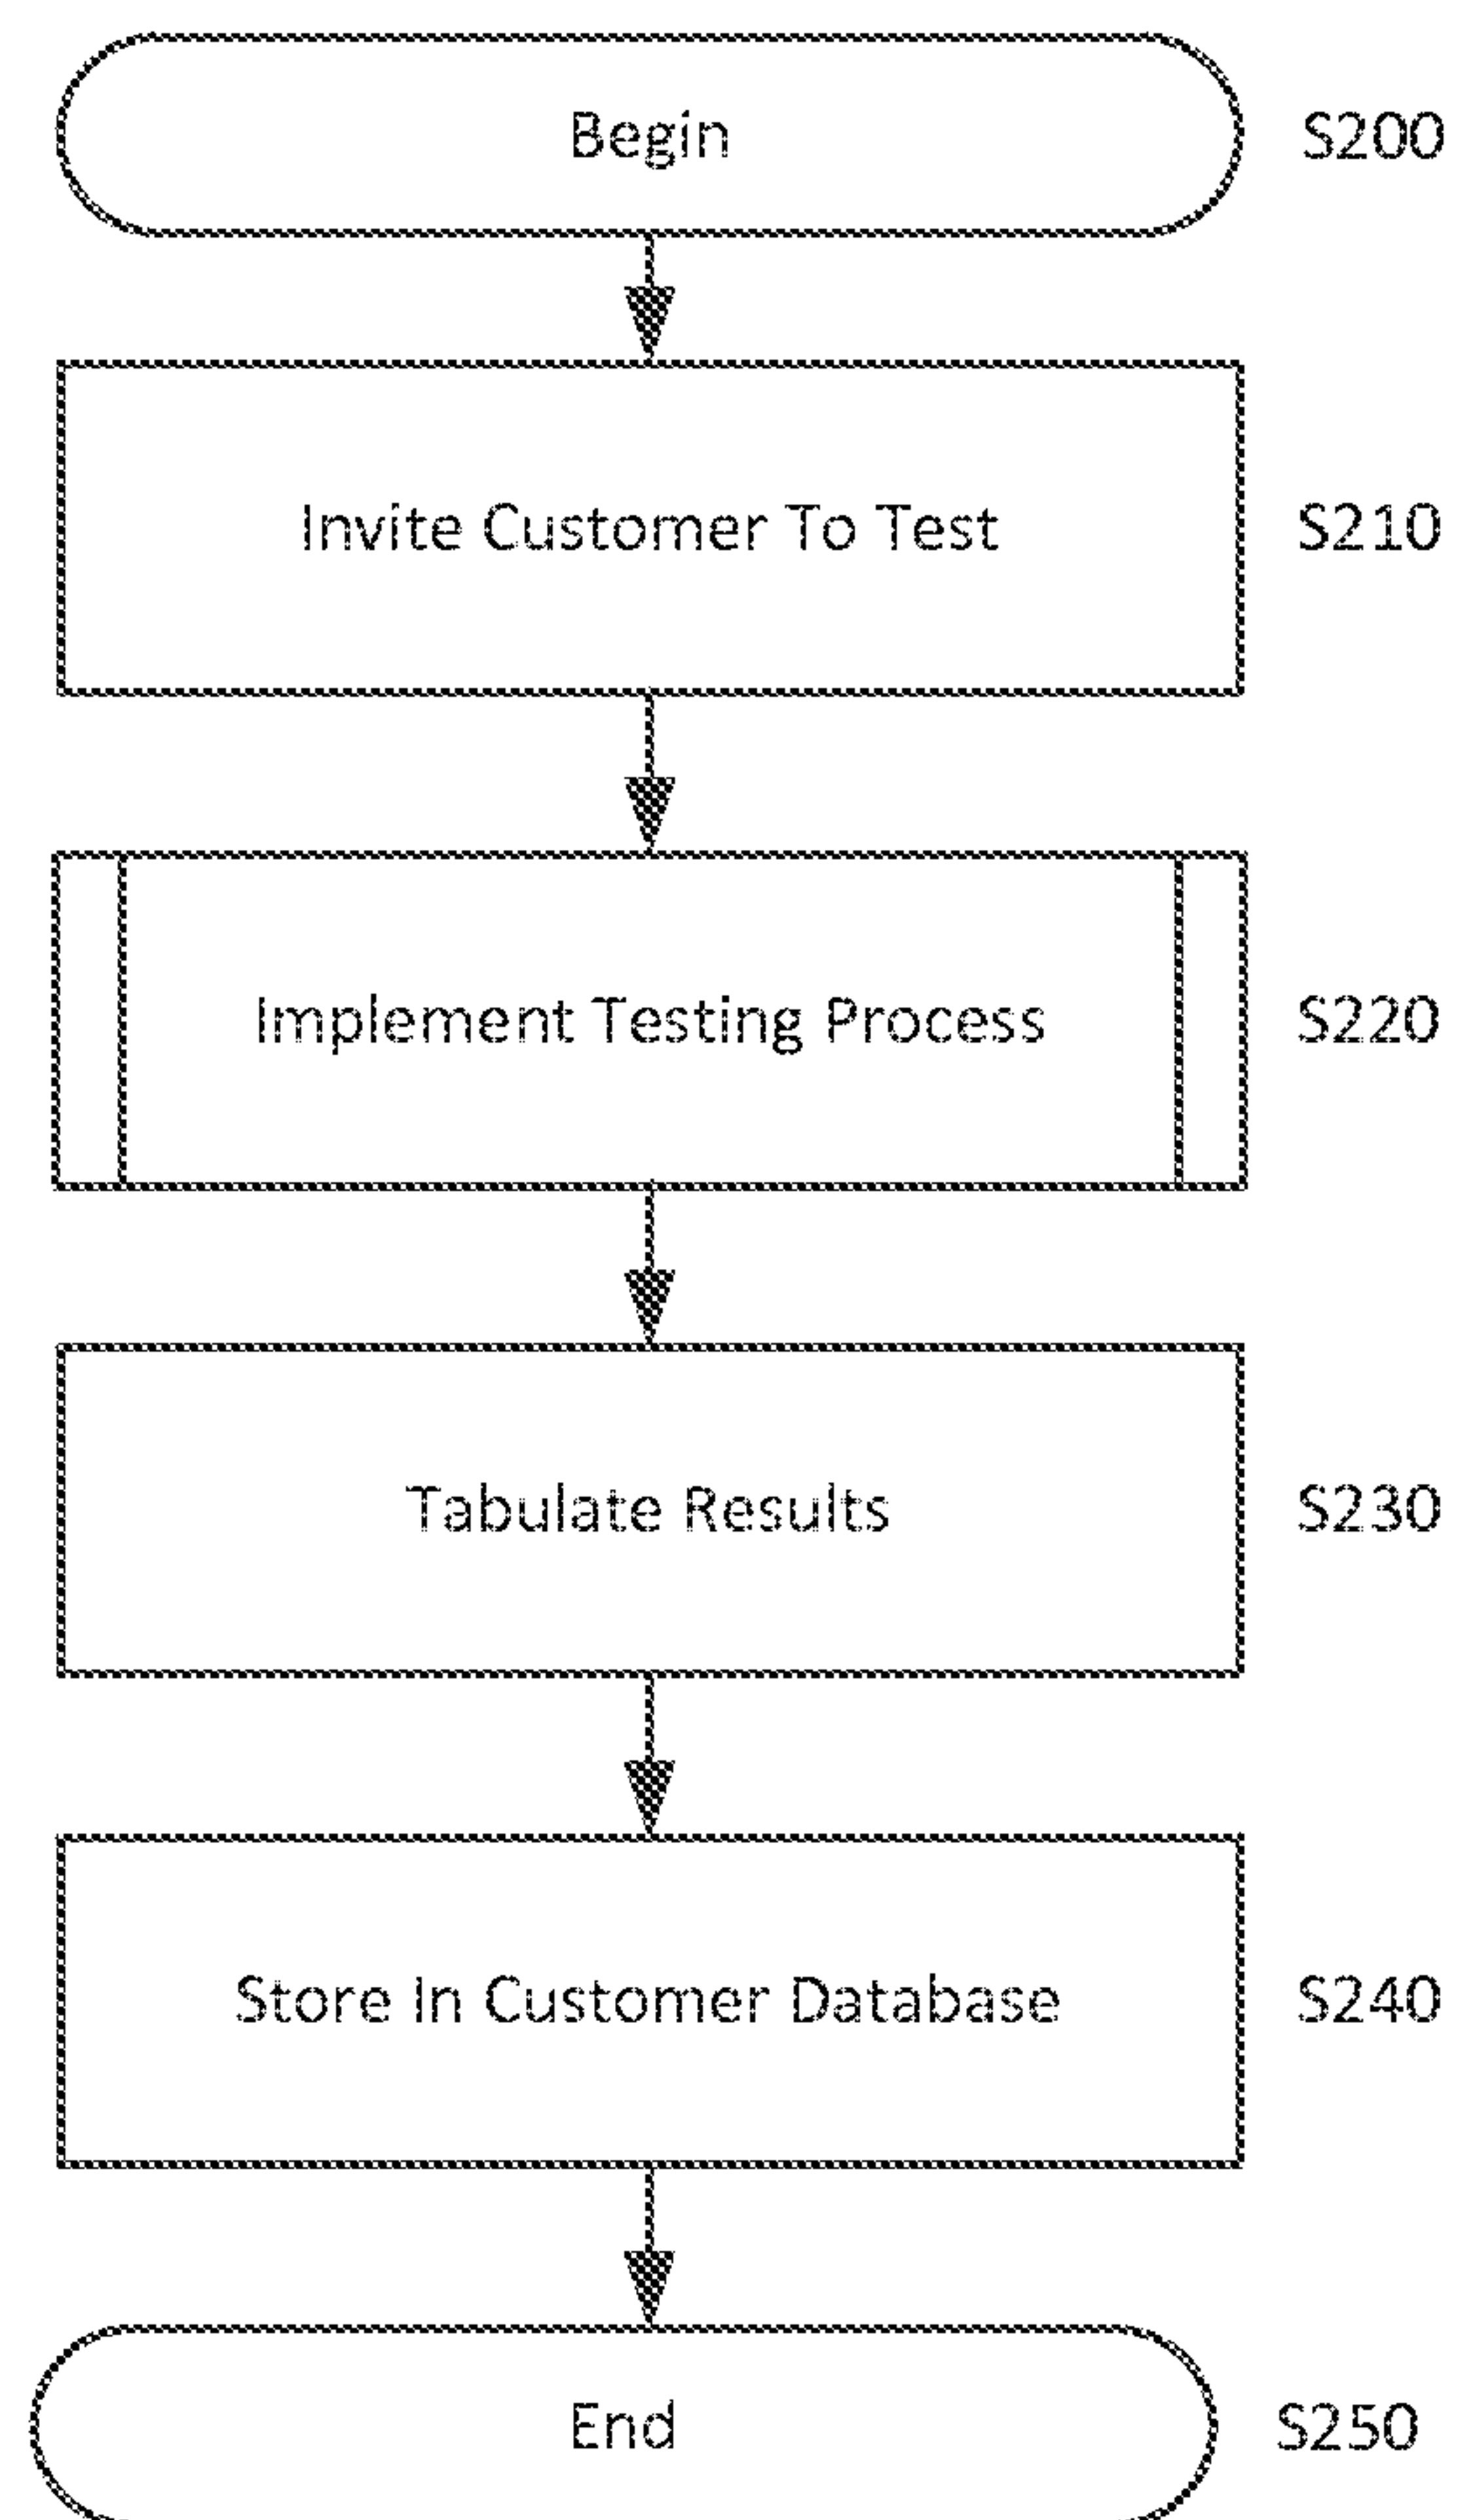 Begin S200
Invite Customer To Test S210
Implement Testing Process S220
Tabulate Results S230
Store In Customer Database S240
End S250